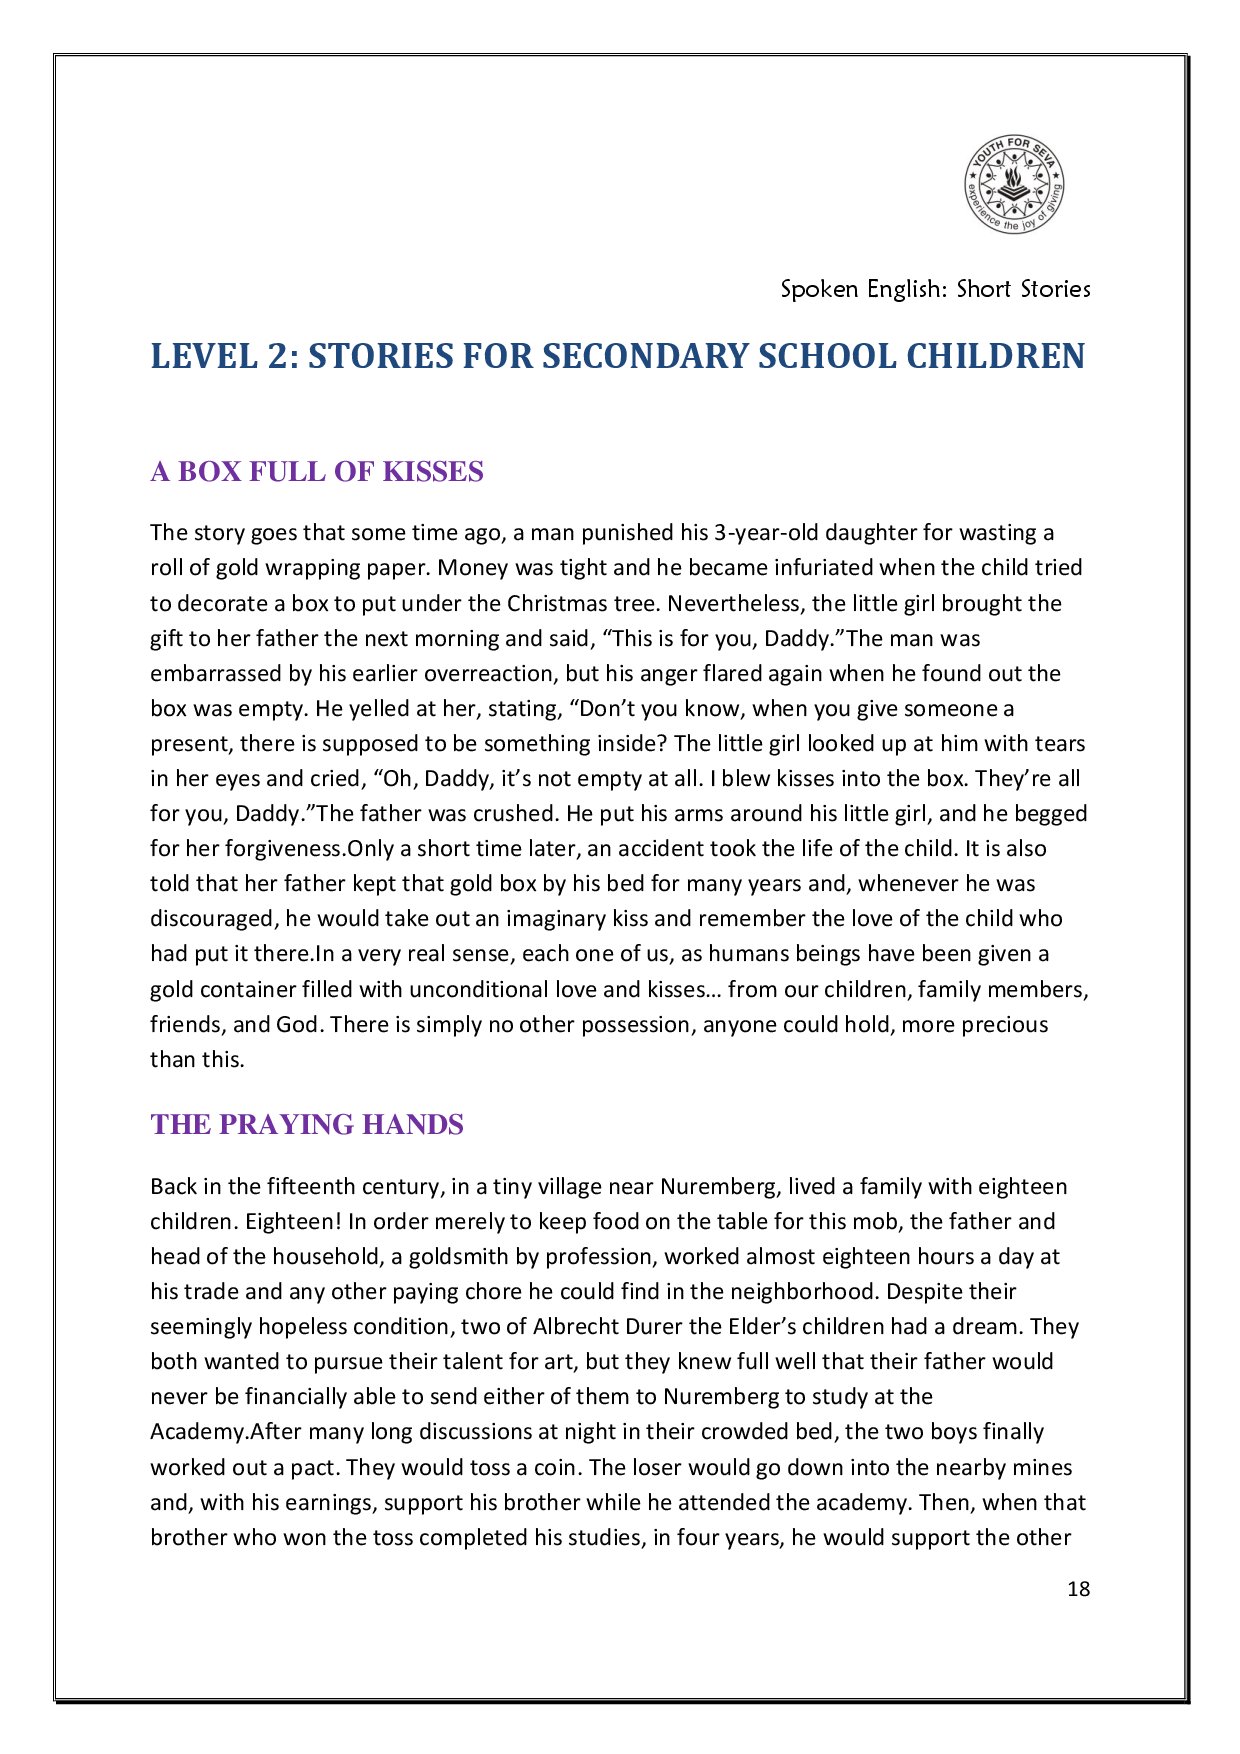 YOUTH FOR SEVA
experience the joy of giving
Spoken English: Short Stories
LEVEL 2: STORIES FOR SECONDARY SCHOOL CHILDREN
A BOX FULL OF KISSES
The story goes that some time ago, a man punished his 3-year-old daughter for wasting a
roll of gold wrapping paper. Money was tight and he became infuriated when the child tried
to decorate a box to put under the Christmas tree. Nevertheless, the little girl brought the
gift to her father the next morning and said, “This is for you, Daddy.”The man was
embarrassed by his earlier overreaction, but his anger flared again when he found out the
box was empty. He yelled at her, stating, “Don’t you know, when you give someone a
present, there is supposed to be something inside? The little girl looked up at him with tears
in her eyes and cried, “Oh, Daddy, it’s not empty at all. I blew kisses into the box. They’re all
for you, Daddy.”The father was crushed. He put his arms around his little girl, and he begged
for her forgiveness.Only a short time later, an accident took the life of the child. It is also
told that her father kept that gold box by his bed for many years and, whenever he was
discouraged, he would take out an imaginary kiss and remember the love of the child who
had put it there.In a very real sense, each one of us, as humans beings have been given a
gold container filled with unconditional love and kisses… from our children, family members,
friends, and God. There is simply no other possession, anyone could hold, more precious
than this.
THE PRAYING HANDS
Back in the fifteenth century, in a tiny village near Nuremberg, lived a family with eighteen
children. Eighteen! In order merely to keep food on the table for this mob, the father and
head of the household, a goldsmith by profession, worked almost eighteen hours a day at
his trade and any other paying chore he could find in the neighborhood. Despite their
seemingly hopeless condition, two of Albrecht Durer the Elder’s children had a dream. They
both wanted to pursue their talent for art, but they knew full well that their father would
never be financially able to send either of them to Nuremberg to study at the
Academy.After many long discussions at night in their crowded bed, the two boys finally
worked out a pact. They would toss a coin. The loser would go down into the nearby mines
and, with his earnings, support his brother while he attended the academy. Then, when that
brother who won the toss completed his studies, in four years, he would support the other
18